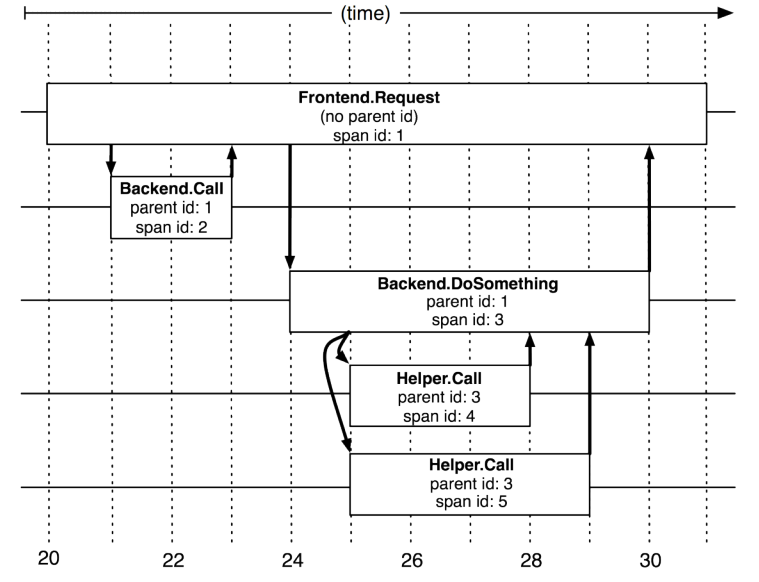 (time)
Frontend.Request
(no parent id)
span id: 1
Backend.Call
parent id: 1
span id: 2
Backend.DoSomething
parent id: 1
span id: 3
Helper.Call
parent id: 3
span id: 4
Helper.Call
parent id: 3
span id: 5
20 22 24 26 28 30